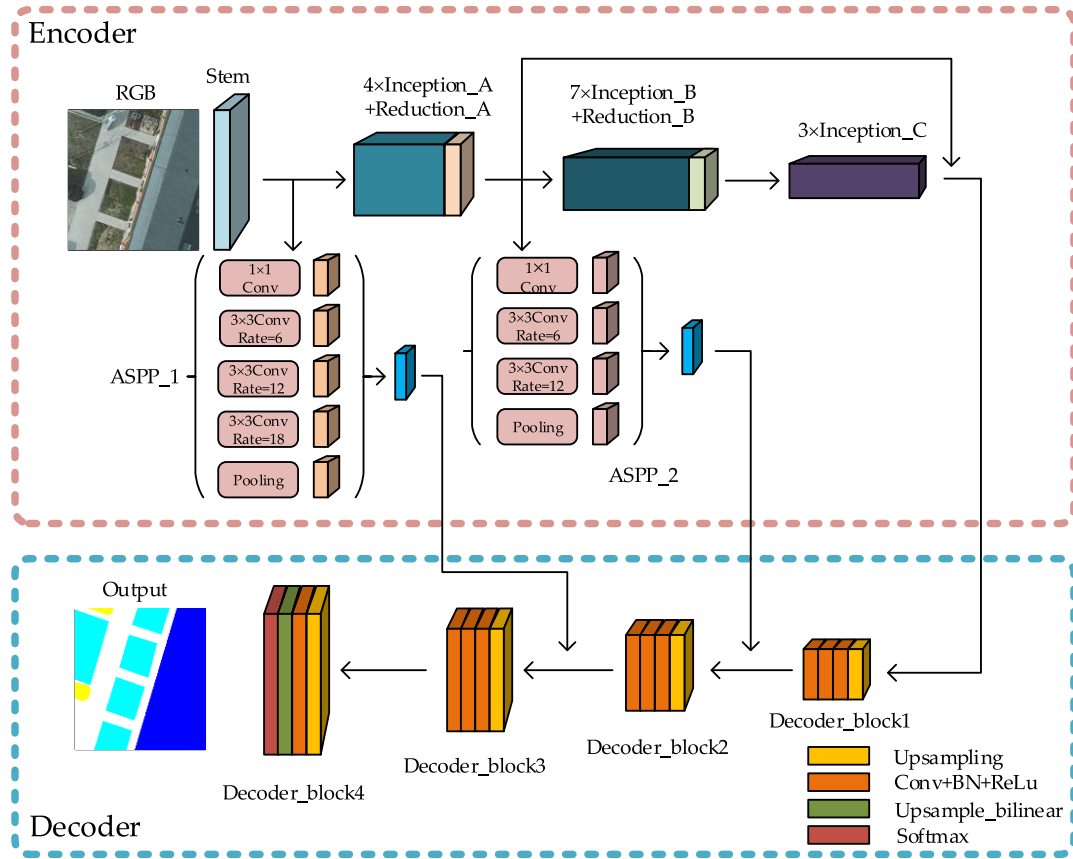 Encoder
Stem
RGB
4×Inception_A
+Reduction_A
7×Inception_B
+Reduction_B
3×Inception_C
1×1
Conv
3×3Conv
Rate=6
3×3Conv
Rate=12
3×3Conv
Rate=18
Pooling
ASPP_1
1×1
Conv
3×3Conv
Rate=6
3×3Conv
Rate=12
Pooling
ASPP_2
Output
Decoder_block1
Decoder_block2
Decoder_block3
Decoder_block4
Upsampling
Conv+BN+ReLu
Upsample_bilinear
Softmax
Decoder